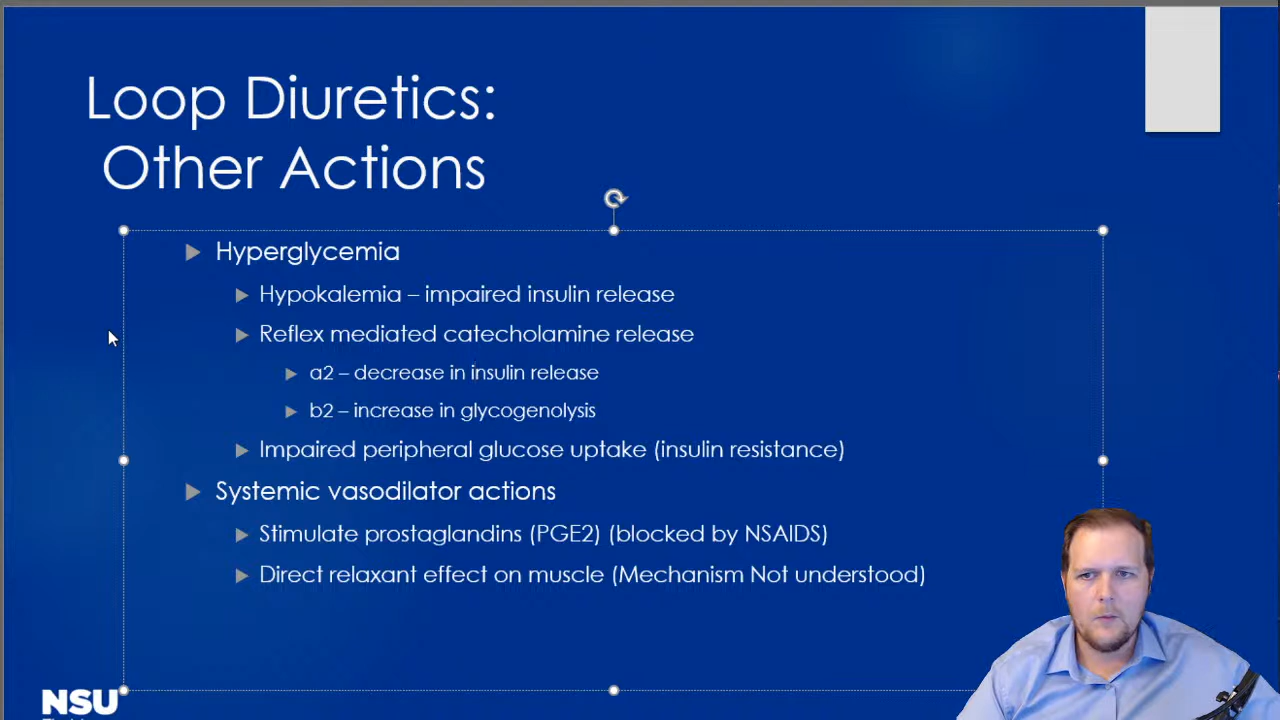 Loop Diuretics:
Other Actions
Hyperglycemia
Hypokalemia – impaired insulin release
Reflex mediated catecholamine release
a2 – decrease in insulin release
b2 – increase in glycogenolysis
Impaired peripheral glucose uptake (insulin resistance)
Systemic vasodilator actions
Stimulate prostaglandins (PGE2) (blocked by NSAIDS)
Direct relaxant effect on muscle (Mechanism Not understood)
NSU